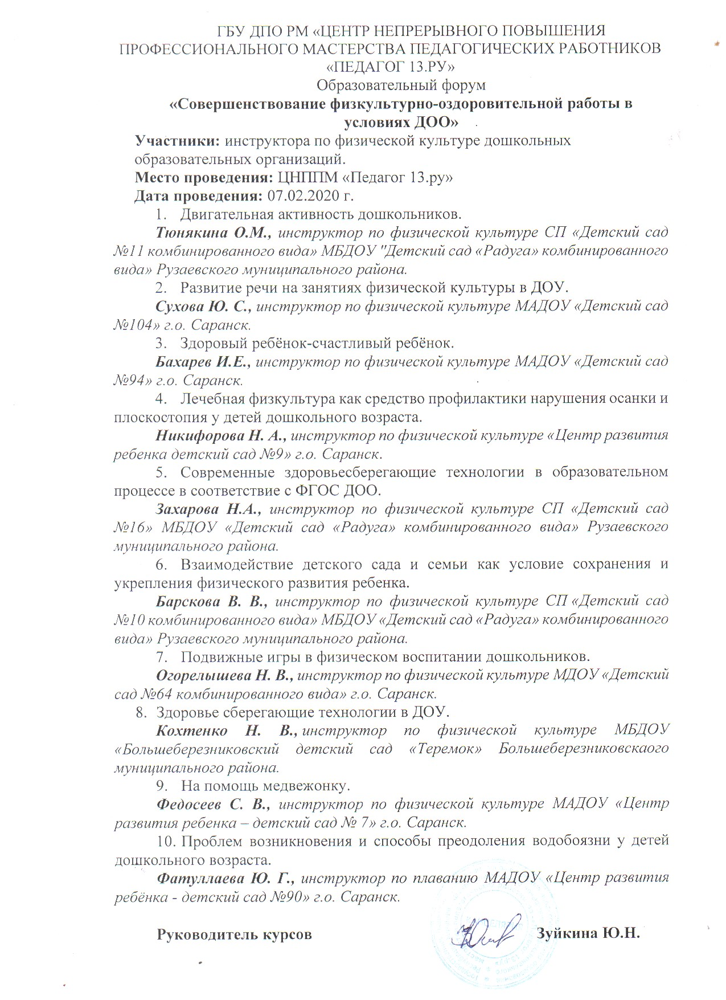 ГБУ ДПО РМ «ЦЕНТР НЕПРЕРЫВНОГО ПОВЫШЕНИЯ
ПРОФЕССИОНАЛЬНОГО МАСТЕРСТВА ПЕДАГОГИЧЕСКИХ РАБОТНИКОВ
«ПЕДАГОГ 13.РУ»
Образовательный форум
«Совершенствование физкультурно-оздоровительной работы в
условиях ДОО»
Участники: инструктора по физической культуре дошкольных
образовательных организаций.
Место проведения: ЦНППМ «Педагог 13.ру»
Дата проведения: 07.02.2020 г.
1. Двигательная активность дошкольников.
Тюнякина О.М., инструктор по физической культуре СП «Детский сад
№11 комбинированного вида» МБДОУ "Детский сад «Радуга» комбинированного
вида» Рузаевского муниципального района.
2. Развитие речи на занятиях физической культуры в ДОУ.
Сухова Ю. С., инструктор по физической культуре МАДОУ «Детский сад
№104» г.о. Саранск.
3. Здоровый ребёнок-счастливый ребёнок.
Бахарев И.Е., инструктор по физической культуре МАДОУ «Детский сад
№94» г.о. Саранск.
4. Лечебная физкультура как средство профилактики нарушения осанки и
плоскостопия у детей дошкольного возраста.
Никифорова Н. А., инструктор по физической культуре «Центр развития
ребенка детский сад №9» г.о. Саранск.
5. Современные здоровьесберегающие технологии в образовательном
процессе в соответствие с ФГОС ДОО.
Захарова Н.А., инструктор по физической культуре СП «Детский сад
№16» МБДОУ «Детский сад «Радуга» комбинированного вида» Рузаевского
муниципального района.
6. Взаимодействие детского сада и семьи как условие сохранения и
укрепления физического развития ребенка.
Барскова В. В., инструктор по физической культуре СП «Детский сад
№10 комбинированного вида» МБДОУ «Детский сад «Радуга» комбинированного
вида» Рузаевского муниципального района.
7. Подвижные игры в физическом воспитании дошкольников.
Огорелышева Н. В., инструктор по физической культуре МДОУ «Детский
сад №64 комбинированного вида» г.о. Саранск.
8. Здоровье сберегающие технологии в ДОУ.
Кохтенко Н. В., инструктор по физической культуре МБДОУ
«Большеберезниковский детский сад «Теремок» Большеберезниковскаого
муниципального района.
9. На помощь медвежонку.
Федосеев С. В., инструктор по физической культуре МАДОУ «Центр
развития ребенка – детский сад № 7» г.о. Саранск.
10. Проблем возникновения и способы преодоления водобоязни у детей
дошкольного возраста.
Фатуллаева Ю. Г., инструктор по плаванию МАДОУ «Центр развития
ребёнка - детский сад №90» г.о. Саранск.
Руководитель курсов Зуйкина Ю.Н.